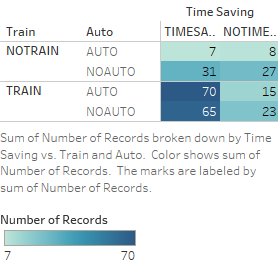 Time Saving
Train Auto TIMESA.. NOTIME..
NOTRAIN AUTO 7 8
NOAUTO 31 27
TRAIN AUTO 70 15
NOAUTO 65 23
Sum of Number of Records broken down by Time
Saving vs. Train and Auto. Color shows sum of
Number of Records. The marks are labeled by
sum of Number of Records.
Number of Records
7 70